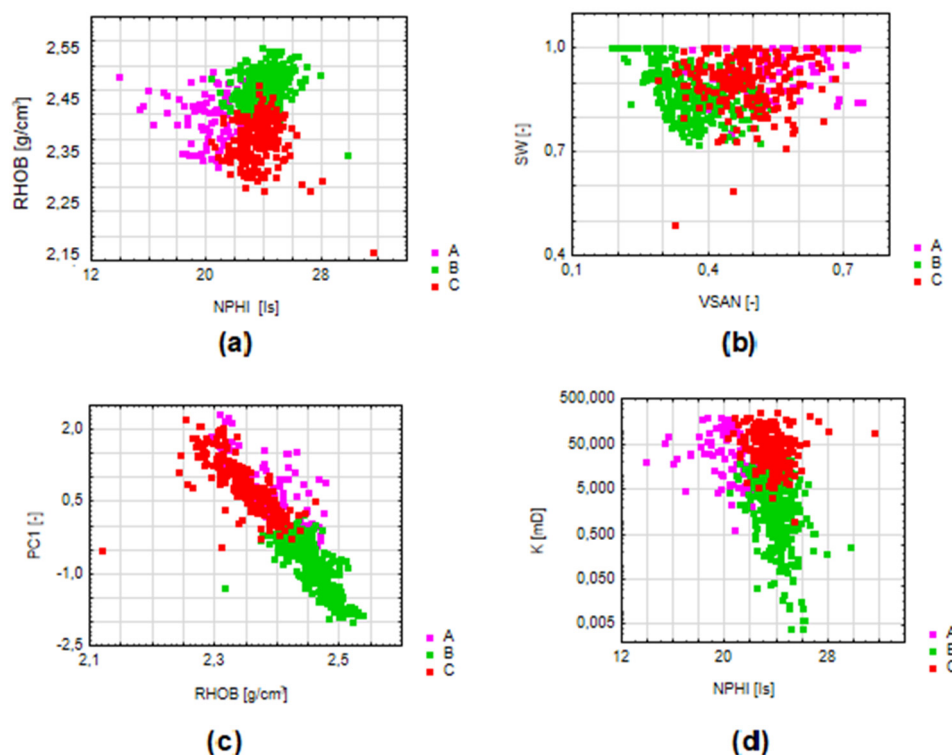 RHOB [g/cm³]
2,55
2,45
2,35
2,25
2,15
12 20 28
NPHI [ls]
A
B
C
(a)
SW [-]
1,0
0,7
0,4
0,1 0,4 0,7
VSAN [-]
A
B
C
(b)
PC1 [-]
2,0
0,5
-1,0
-2,5
2,1 2,3 2,5
RHOB [g/cm³]
A
B
C
(c)
K [mD]
500,000
50,000
5,000
0,500
0,050
0,005
12 20 28
NPHI [ls]
A
B
C
(d)